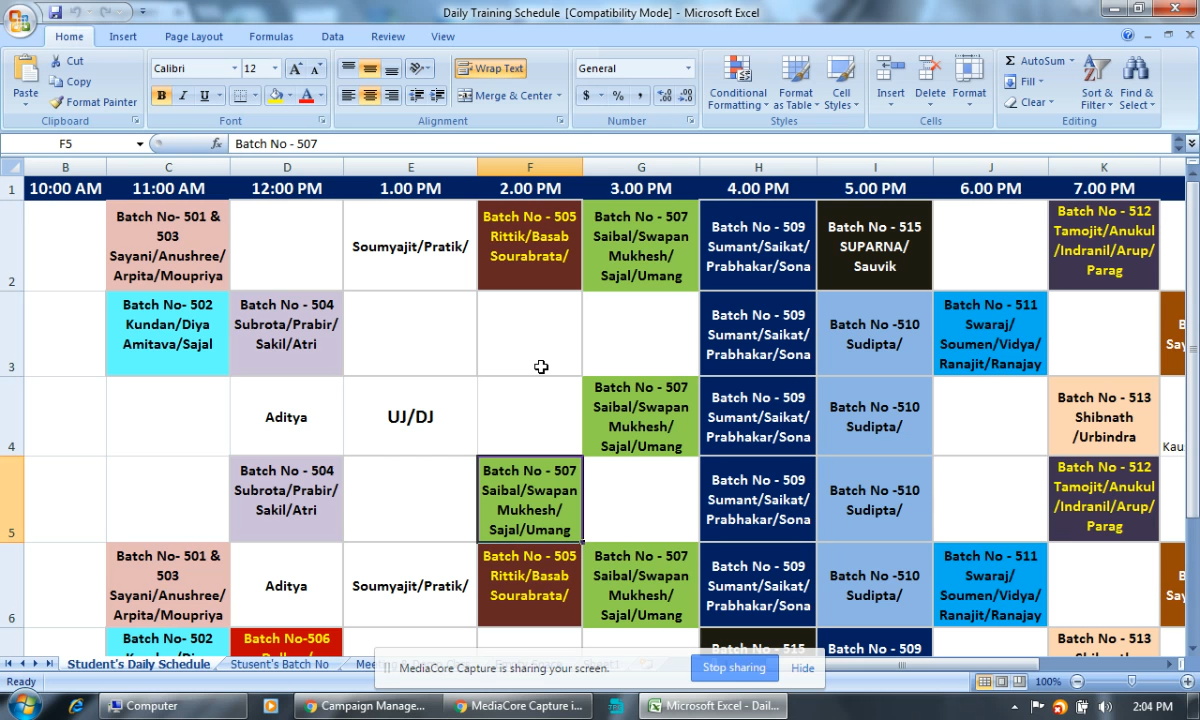 Daily Training Schedule [Compatibility Mode] - Microsoft Excel
Home Insert Page Layout Formulas Data Review View
Paste
Cut
Copy
Format Painter
Clipboard
Calibri 12
B I U
Font
Wrap Text
Merge & Center
Alignment
General
$ % ,
Number
Conditional Formatting
Format as Table
Cell Styles
Styles
Insert Delete Format
Cells
AutoSum
Fill
Clear
Sort & Filter
Find & Select
Editing
F5 fx Batch No - 507
B C D E F G H I J K
1 10:00 AM 11:00 AM 12:00 PM 1.00 PM 2.00 PM 3.00 PM 4.00 PM 5.00 PM 6.00 PM 7.00 PM
2
Batch No- 501 &
503
Sayani/Anushree/
Arpita/Moupriya
Soumyajit/Pratik/
Batch No - 505
Rittik/Basab
Sourabrata/
Batch No - 507
Saibal/Swapan
Mukhesh/
Sajal/Umang
Batch No - 509
Sumant/Saikat/
Prabhakar/Sona
Batch No - 515
SUPARNA/
Sauvik
Batch No - 512
Tamojit/Anukul
/Indranil/Arup/
Parag
3
Batch No- 502
Kundan/Diya
Amitava/Sajal
Batch No - 504
Subrota/Prabir/
Sakil/Atri
Batch No - 509
Sumant/Saikat/
Prabhakar/Sona
Batch No -510
Sudipta/
Batch No - 511
Swaraj/
Soumen/Vidya/
Ranajit/Ranajay
B
Say
4
Aditya
UJ/DJ
Batch No - 507
Saibal/Swapan
Mukhesh/
Sajal/Umang
Batch No - 509
Sumant/Saikat/
Prabhakar/Sona
Batch No -510
Sudipta/
Batch No - 513
Shibnath
/Urbindra
Kau
5
Batch No - 504
Subrota/Prabir/
Sakil/Atri
Batch No - 507
Saibal/Swapan
Mukhesh/
Sajal/Umang
Batch No - 509
Sumant/Saikat/
Prabhakar/Sona
Batch No -510
Sudipta/
Batch No - 512
Tamojit/Anukul
/Indranil/Arup/
Parag
6
Batch No- 501 &
503
Sayani/Anushree/
Arpita/Moupriya
Aditya
Soumyajit/Pratik/
Batch No - 505
Rittik/Basab
Sourabrata/
Batch No - 507
Saibal/Swapan
Mukhesh/
Sajal/Umang
Batch No - 509
Sumant/Saikat/
Prabhakar/Sona
Batch No -510
Sudipta/
Batch No - 511
Swaraj/
Soumen/Vidya/
Ranajit/Ranajay
B
Say
Batch No- 502
Batch No-506
Batch No - 515
Batch No - 509
Batch No - 513
Student's Daily Schedule Stusent's Batch No
MediaCore Capture is sharing your screen. Stop sharing Hide
Ready 100%
Computer Campaign Manage... MediaCore Capture i... Microsoft Excel - Dail... 2:04 PM